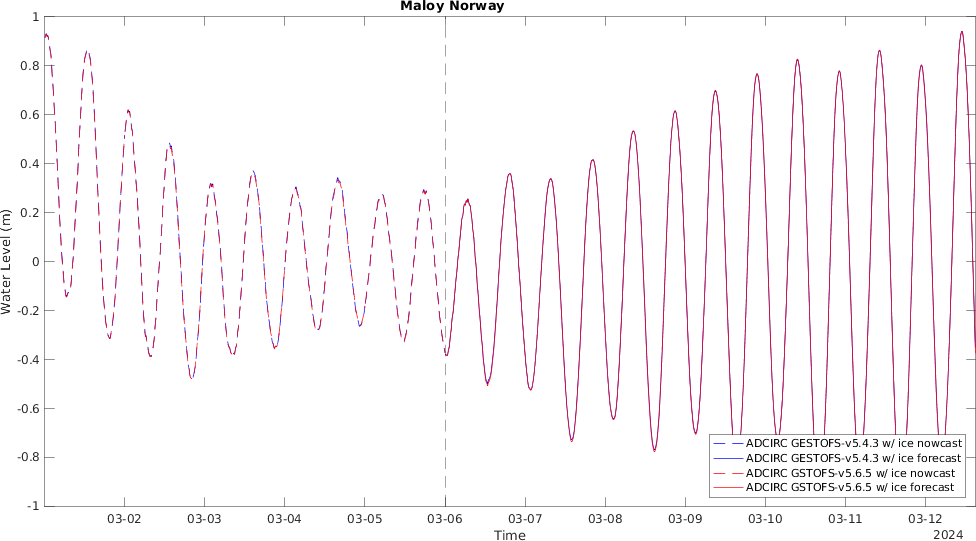 Maloy Norway
Water Level (m)
1
0.8
0.6
0.4
0.2
0
-0.2
-0.4
-0.6
-0.8
-1
ADCIRC GESTOFS-v5.4.3 w/ ice nowcast
ADCIRC GESTOFS-v5.4.3 w/ ice forecast
ADCIRC GSTOFS-v5.6.5 w/ ice nowcast
ADCIRC GSTOFS-v5.6.5 w/ ice forecast
03-02 03-03 03-04 03-05 03-06 03-07 03-08 03-09 03-10 03-11 03-12
Time
2024